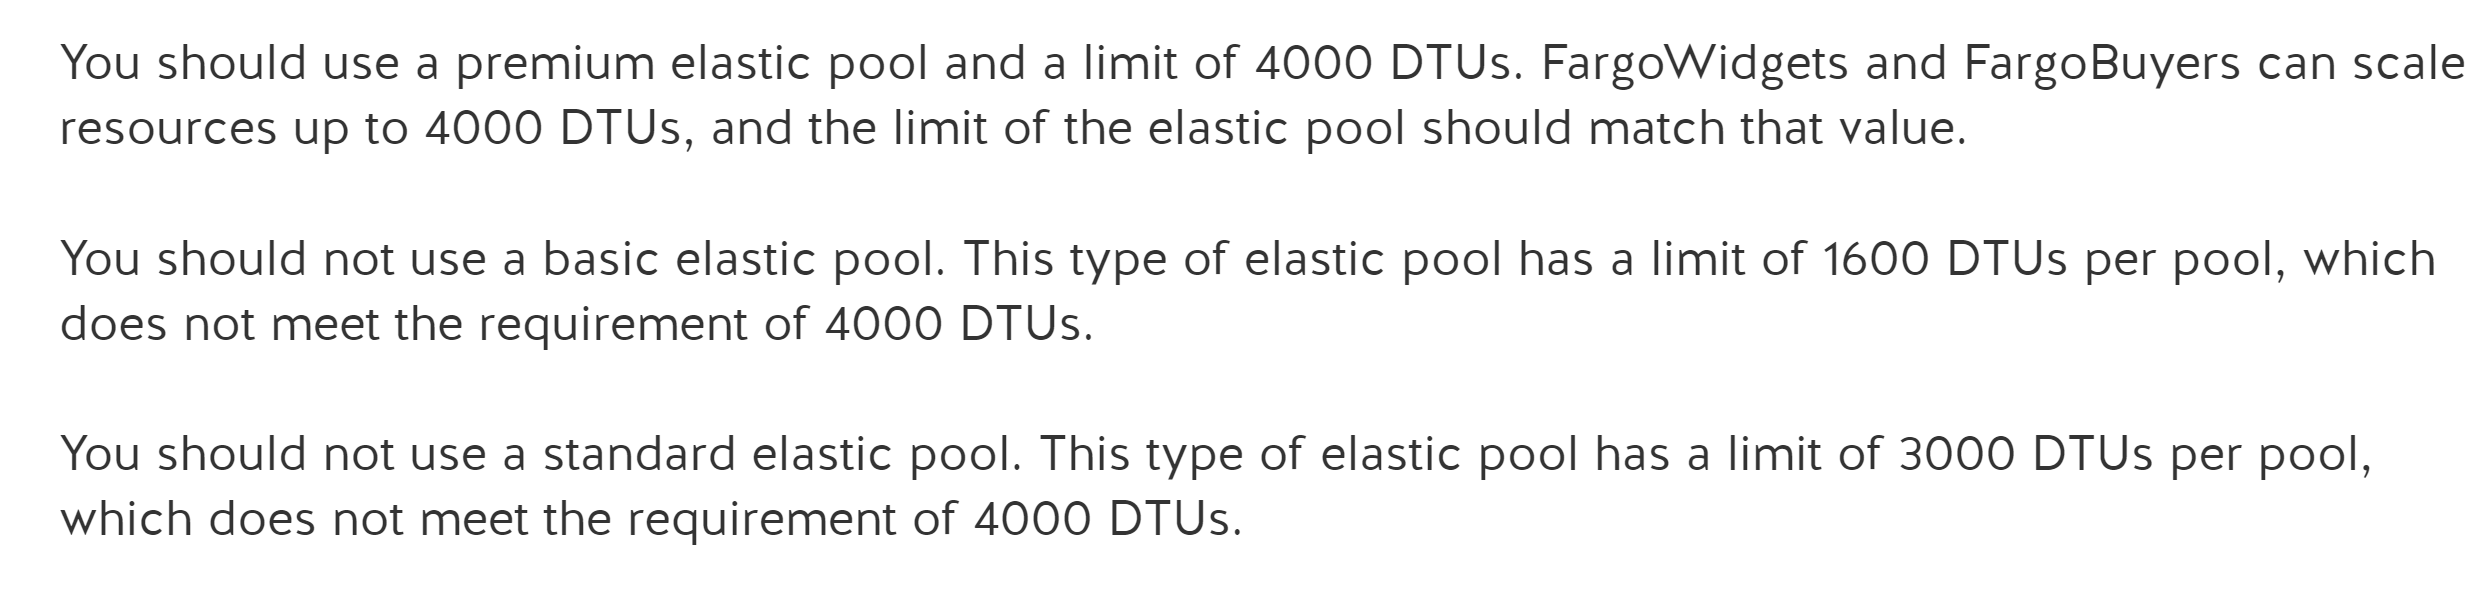 You should use a premium elastic pool and a limit of 4000 DTUs. FargoWidgets and FargoBuyers can scale
resources up to 4000 DTUs, and the limit of the elastic pool should match that value.
You should not use a basic elastic pool. This type of elastic pool has a limit of 1600 DTUs per pool, which
does not meet the requirement of 4000 DTUs.
You should not use a standard elastic pool. This type of elastic pool has a limit of 3000 DTUs per pool,
which does not meet the requirement of 4000 DTUs.